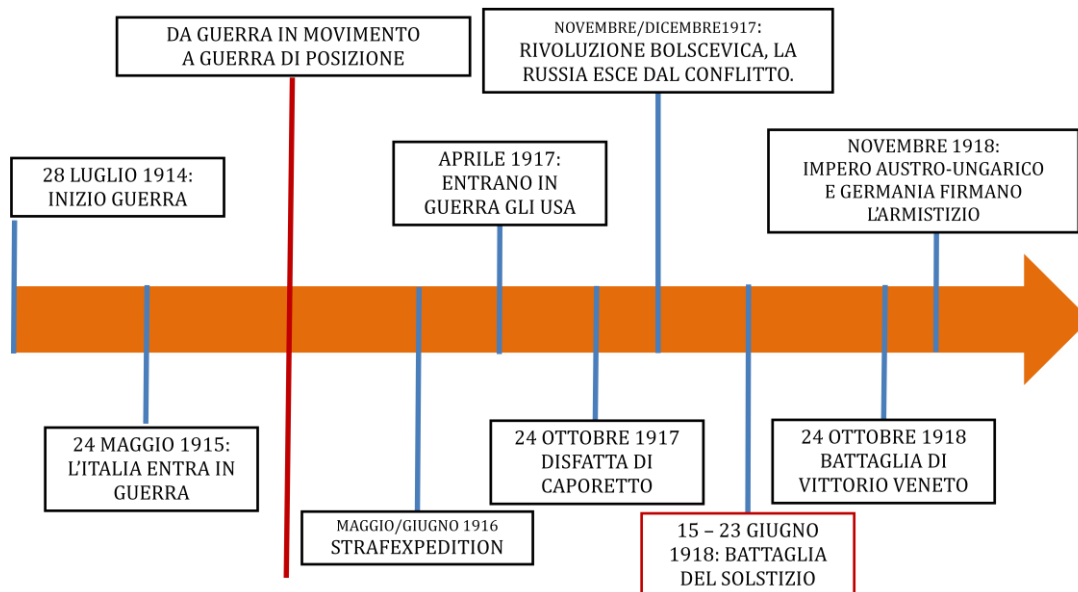 DA GUERRA IN MOVIMENTO
A GUERRA DI POSIZIONE
NOVEMBRE/DICEMBRE1917:
RIVOLUZIONE BOLSCEVICA, LA
RUSSIA ESCE DAL CONFLITTO.
28 LUGLIO 1914:
INIZIO GUERRA
APRILE 1917:
ENTRANO IN
GUERRA GLI USA
NOVEMBRE 1918:
IMPERO AUSTRO-UNGARICO
E GERMANIA FIRMANO
L'ARMISTIZIO
24 MAGGIO 1915:
L'ITALIA ENTRA IN
GUERRA
MAGGIO/GIUGNO 1916
STRAFEXPEDITION
24 OTTOBRE 1917
DISFATTA DI
CAPORETTO
15 – 23 GIUGNO
1918: BATTAGLIA
DEL SOLSTIZIO
24 OTTOBRE 1918
BATTAGLIA DI
VITTORIO VENETO